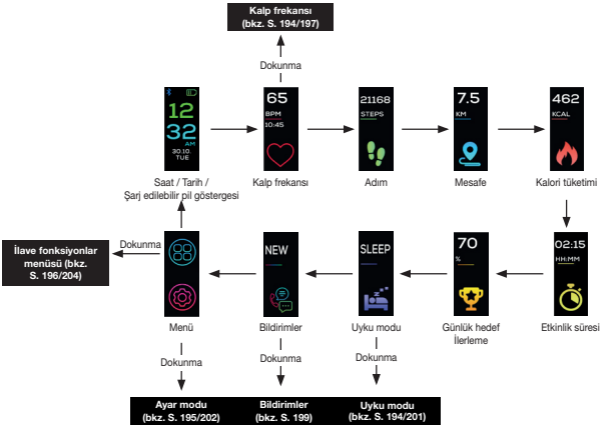 Kalp frekansı
(bkz. S. 194/197)
Dokunma
12
32
AM
30.10.
TUE
65
BPM
10:45
21168
STEPS
7.5
KM
462
KCAL
Saat / Tarih /
Şarj edilebilir pil göstergesi
Kalp frekansı
Adım
Mesafe
Kalori tüketimi
İlave fonksiyonlar
menüsü (bkz.
S. 196/204)
Dokunma
NEW
SLEEP
70
%
02:15
HH:MM
Menü
Bildirimler
Uyku modu
Günlük hedef
İlerleme
Etkinlik süresi
Dokunma
Dokunma
Dokunma
Ayar modu
(bkz. S. 195/202)
Bildirimler
(bkz. S. 199)
Uyku modu
(bkz. S. 194/201)